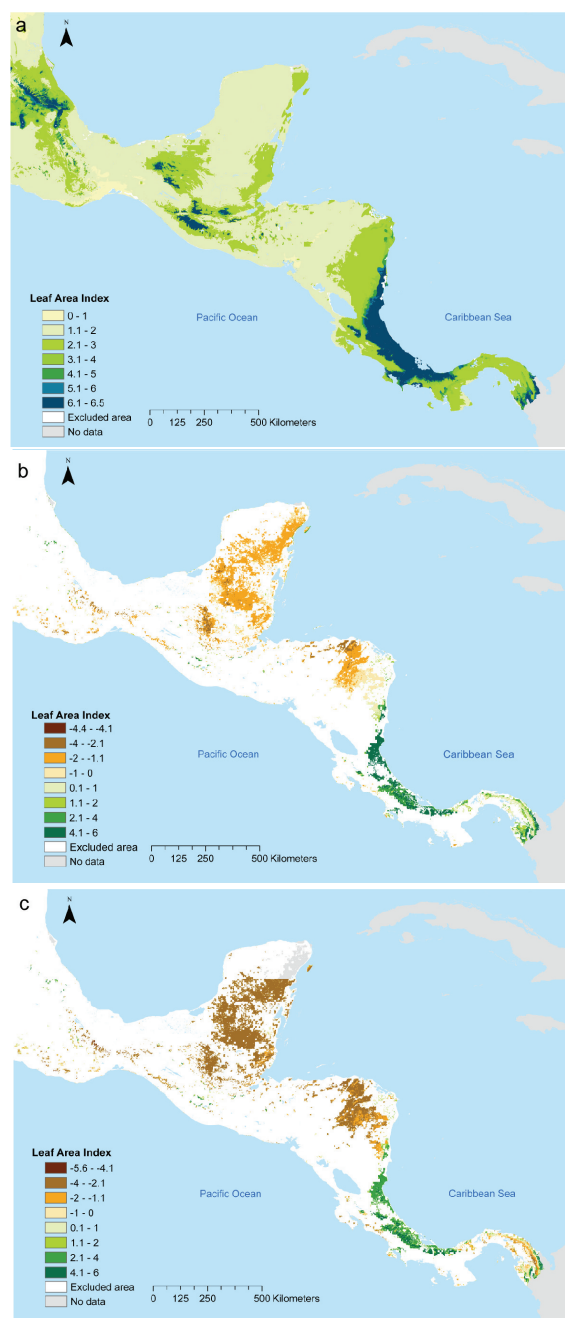 a
N
Leaf Area Index
0 - 1
1.1 - 2
2.1 - 3
3.1 - 4
4.1 - 5
5.1 - 6
6.1 - 6.5
Excluded area
No data
Pacific Ocean
Caribbean Sea
0 125 250 500 Kilometers
b
N
Leaf Area Index
-4.4 - -4.1
-4 - -2.1
-2 - -1.1
-1 - 0
0.1 - 1
1.1 - 2
2.1 - 4
4.1 - 6
Excluded area
No data
Pacific Ocean
Caribbean Sea
0 125 250 500 Kilometers
c
N
Leaf Area Index
-5.6 - -4.1
-4 - -2.1
-2 - -1.1
-1 - 0
0.1 - 1
1.1 - 2
2.1 - 4
4.1 - 6
Excluded area
No data
Pacific Ocean
Caribbean Sea
0 125 250 500 Kilometers